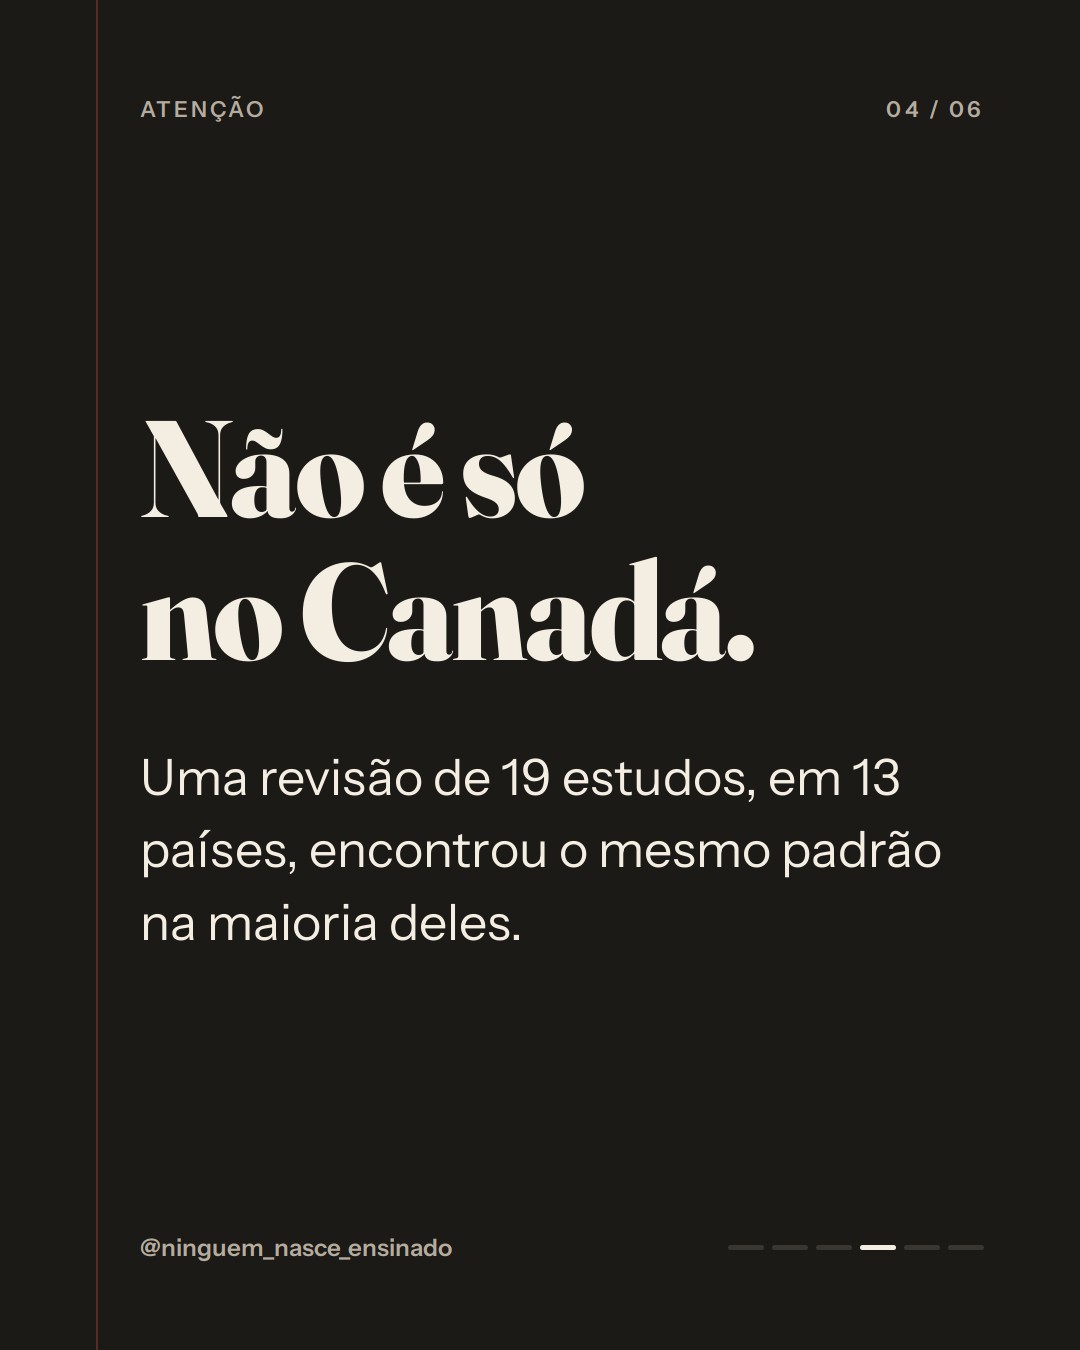 ATENÇÃO
04 / 06
Não é só
no Canadá.
Uma revisão de 19 estudos, em 13
países, encontrou o mesmo padrão
na maioria deles.
@ninguem_nasce_ensinado